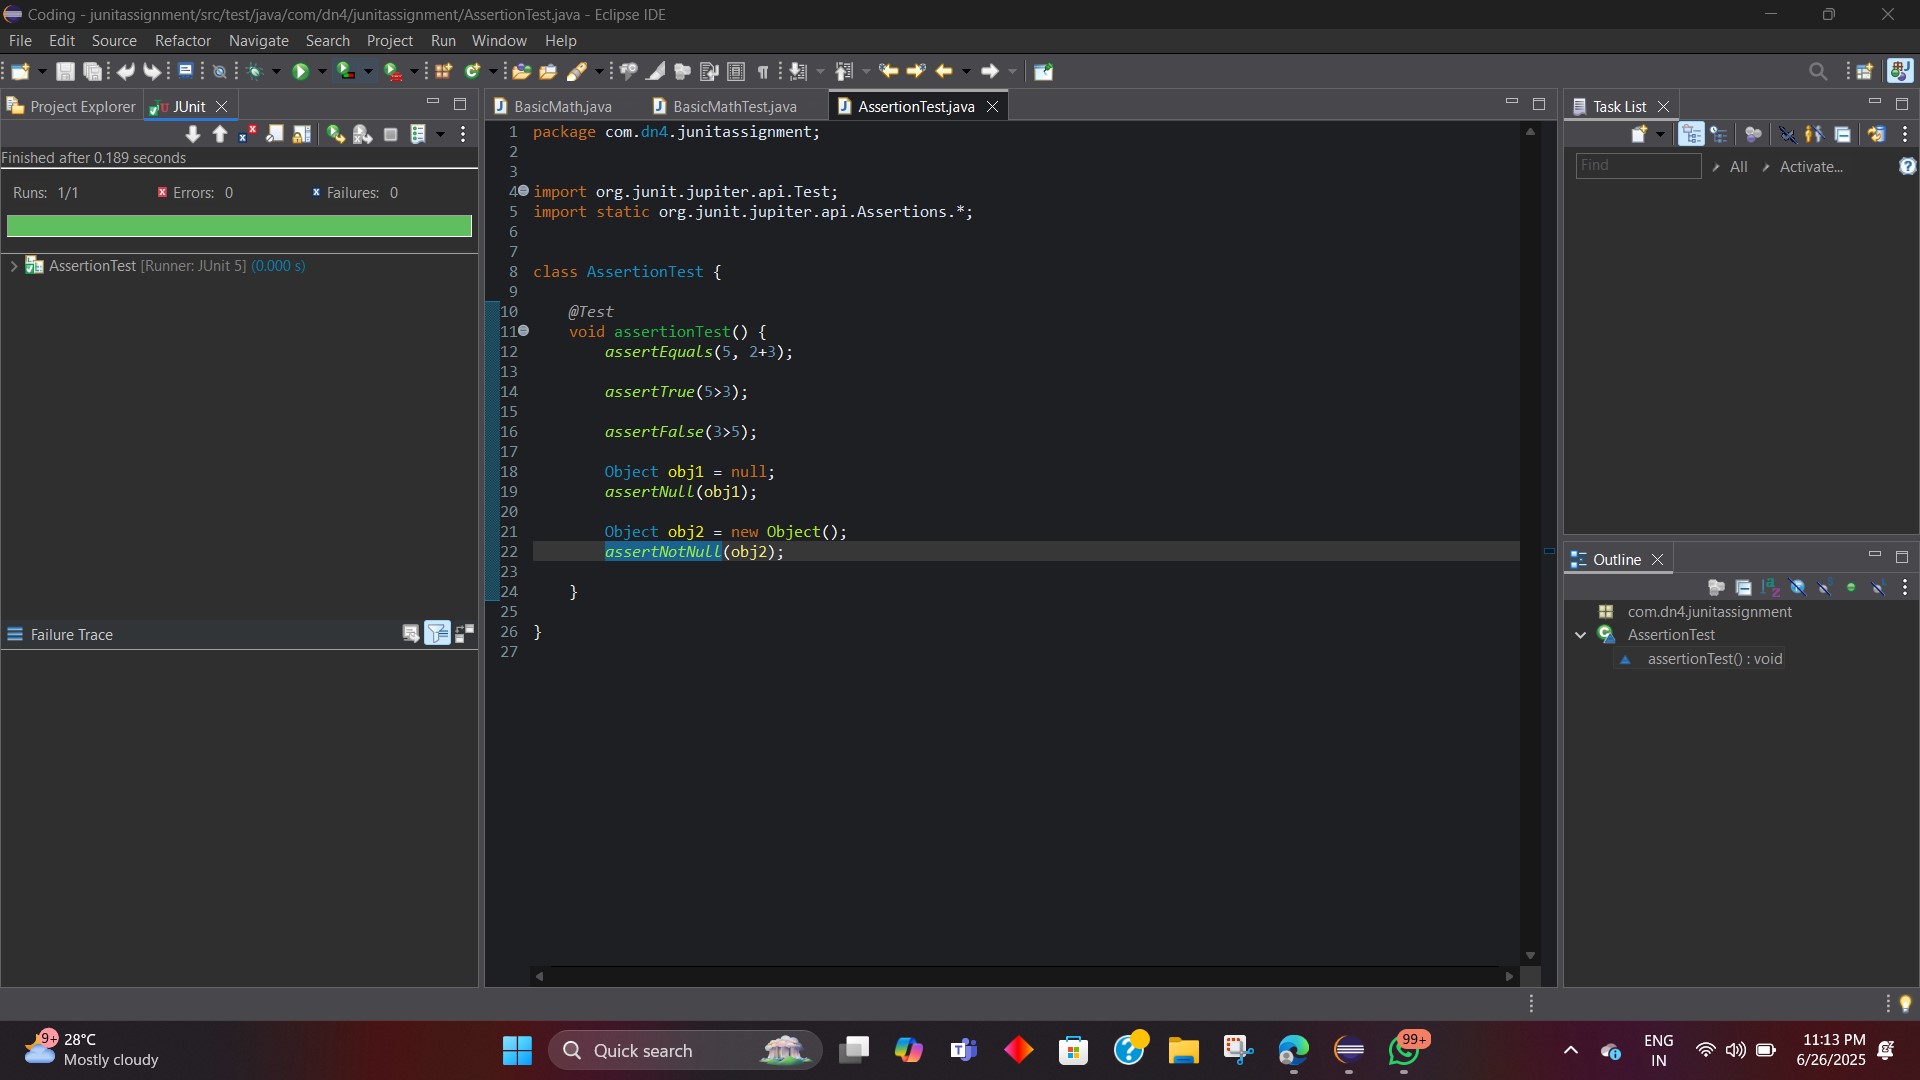 Coding - junitassignment/src/test/java/com/dn4/junitassignment/AssertionTest.java - Eclipse IDE
File Edit Source Refactor Navigate Search Project Run Window Help
Project Explorer JUnit
Finished after 0.189 seconds
Runs: 1/1 Errors: 0 Failures: 0
AssertionTest [Runner: JUnit 5] (0.000 s)
Failure Trace
BasicMath.java BasicMathTest.java AssertionTest.java
1 package com.dn4.junitassignment;
2
3
4 import org.junit.jupiter.api.Test;
5 import static org.junit.jupiter.api.Assertions.*;
6
7
8 class AssertionTest {
9
10 @Test
11 void assertionTest() {
12 assertEquals(5, 2+3);
13
14 assertTrue(5>3);
15
16 assertFalse(3>5);
17
18 Object obj1 = null;
19 assertNull(obj1);
20
21 Object obj2 = new Object();
22 assertNotNull(obj2);
23
24 }
25
26 }
27
Task List
Find All Activate...
Outline
com.dn4.junitassignment
AssertionTest
assertionTest() : void
9+ 28°C
Mostly cloudy
Quick search
99+
ENG
IN
11:13 PM
6/26/2025